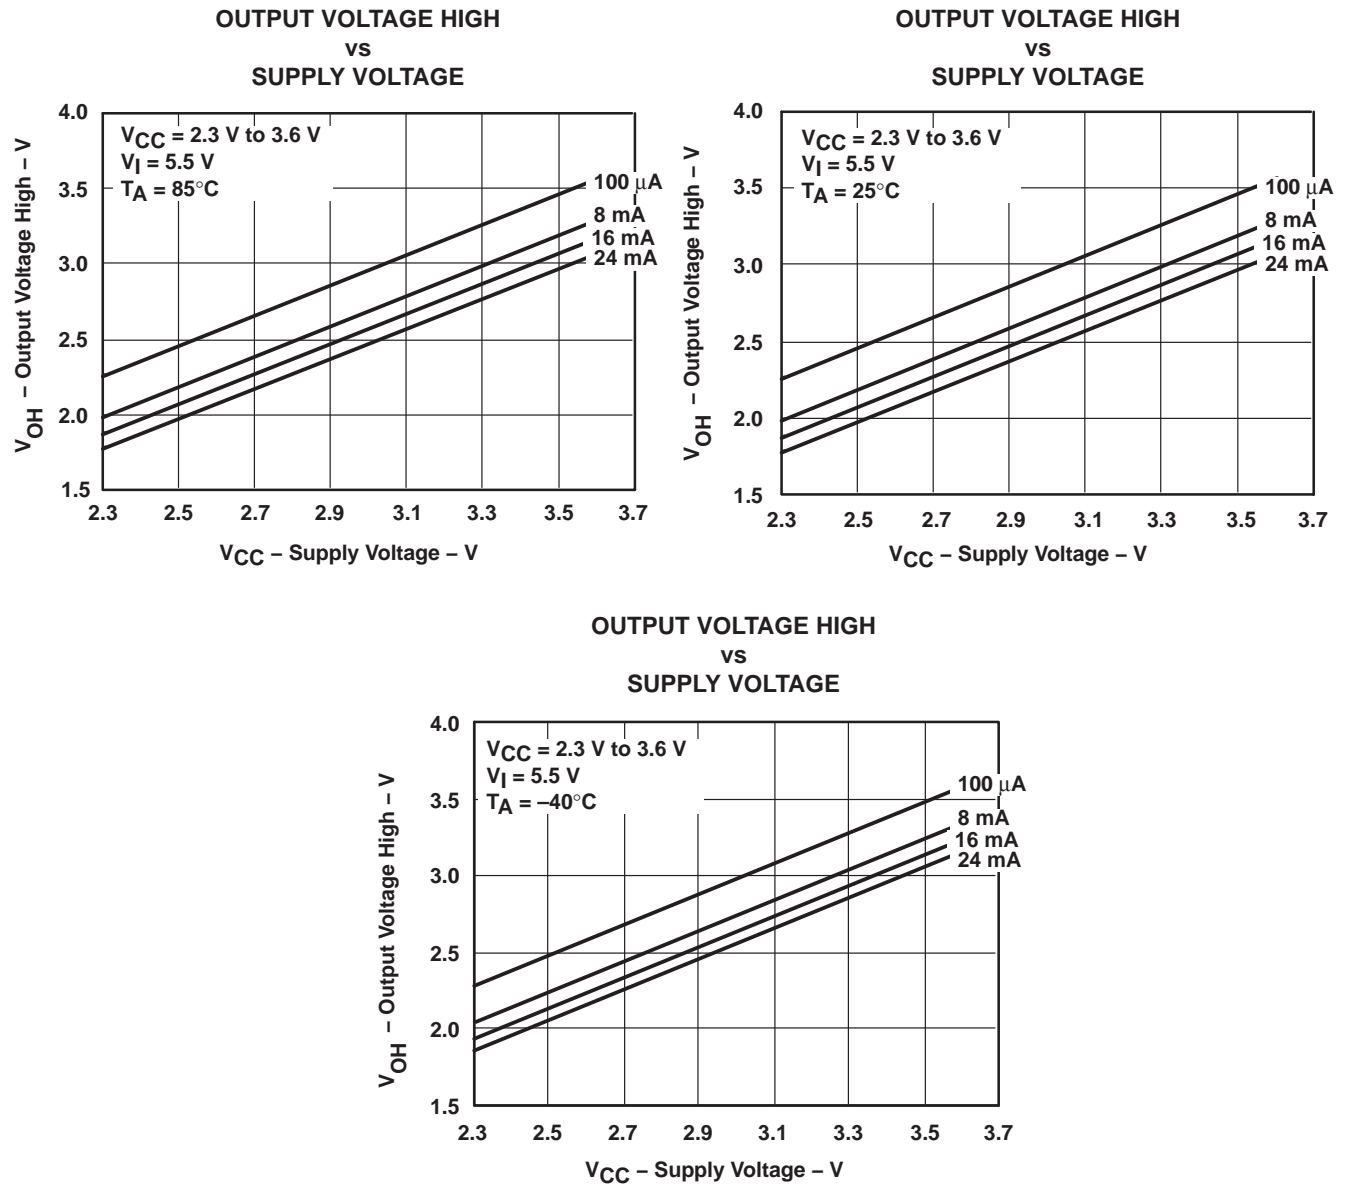 OUTPUT VOLTAGE HIGH
vs
SUPPLY VOLTAGE
VOH – Output Voltage High – V
4.0
3.5
3.0
2.5
2.0
1.5
VCC = 2.3 V to 3.6 V
VI = 5.5 V
TA = 85°C
100 μA
8 mA
16 mA
24 mA
2.3 2.5 2.7 2.9 3.1 3.3 3.5 3.7
VCC – Supply Voltage – V
OUTPUT VOLTAGE HIGH
vs
SUPPLY VOLTAGE
VOH – Output Voltage High – V
4.0
3.5
3.0
2.5
2.0
1.5
VCC = 2.3 V to 3.6 V
VI = 5.5 V
TA = 25°C
100 μA
8 mA
16 mA
24 mA
2.3 2.5 2.7 2.9 3.1 3.3 3.5 3.7
VCC – Supply Voltage – V
OUTPUT VOLTAGE HIGH
vs
SUPPLY VOLTAGE
VOH – Output Voltage High – V
4.0
3.5
3.0
2.5
2.0
1.5
VCC = 2.3 V to 3.6 V
VI = 5.5 V
TA = –40°C
100 μA
8 mA
16 mA
24 mA
2.3 2.5 2.7 2.9 3.1 3.3 3.5 3.7
VCC – Supply Voltage – V